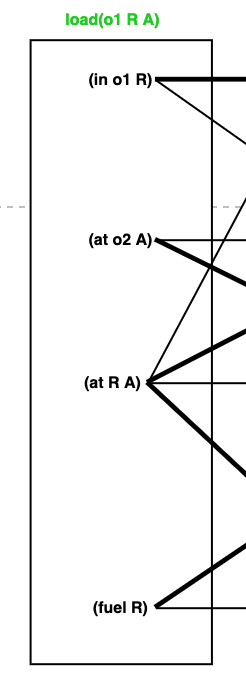 load(o1 R A)
(in o1 R)
(at o2 A)
(at R A)
(fuel R)